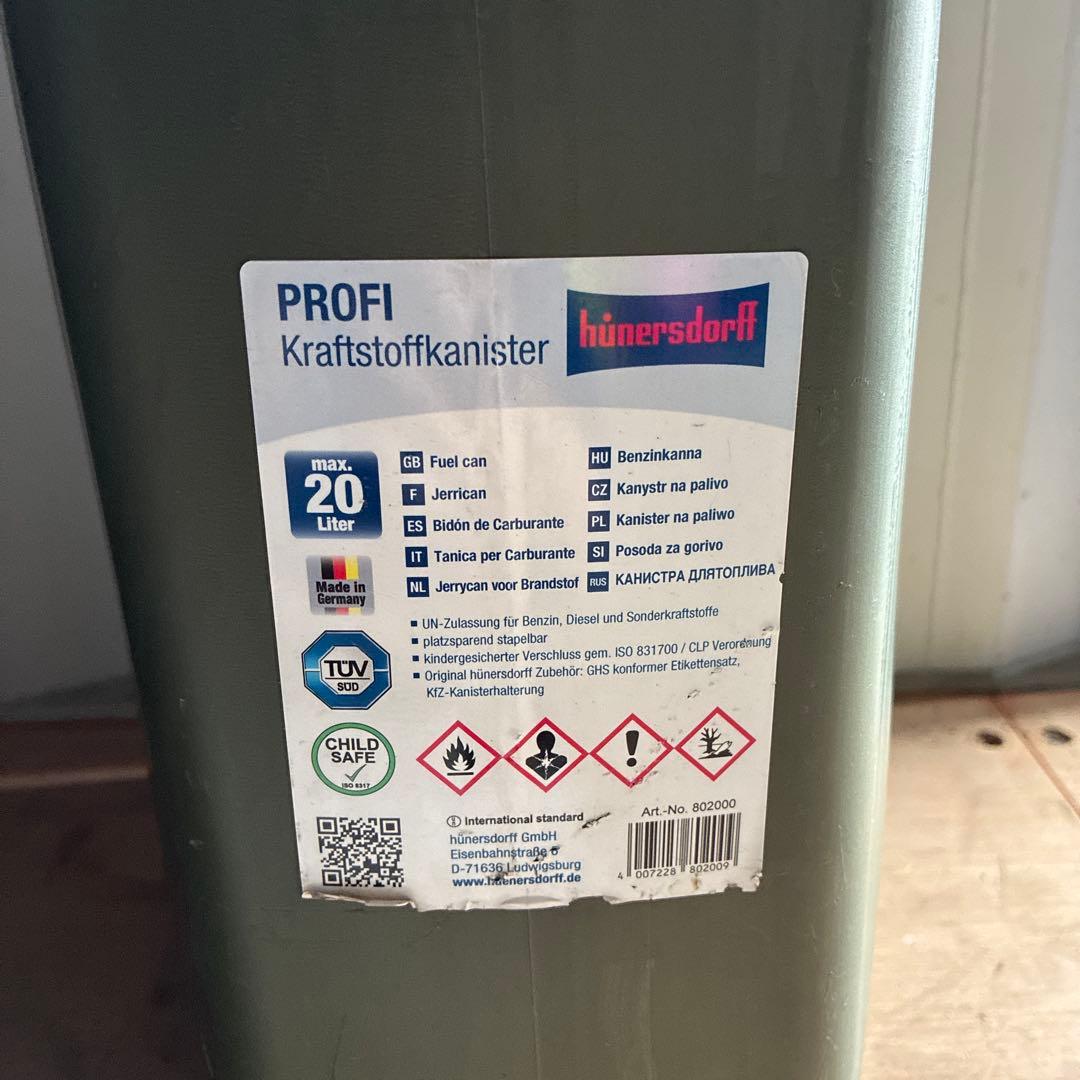 PROFI
Kraftstoffkanister
hünersdorff
max.
20
Liter
GB Fuel can
F Jerrican
ES Bidón de Carburante
IT Tanica per Carburante
NL Jerrycan voor Brandstof
HU Benzinkanna
CZ Kanystr na palivo
PL Kanister na paliwo
SI Posoda za gorivo
RUS КАНИСТРА ДЛЯТОПЛИВА
Made in
Germany
TÜV
SÜD
CHILD
SAFE
ISO 8317
▪ UN-Zulassung für Benzin, Diesel und Sonderkraftstoffe
▪ platzsparend stapelbar
▪ kindergesicherter Verschluss gem. ISO 831700 / CLP Verordnung
▪ Original hünersdorff Zubehör: GHS konformer Etikettensatz,
KfZ-Kanisterhalterung
International standard
hünersdorff GmbH
Eisenbahnstraße 6
D-71636 Ludwigsburg
www.huenersdorff.de
Art.-No. 802000
4 007228 802009